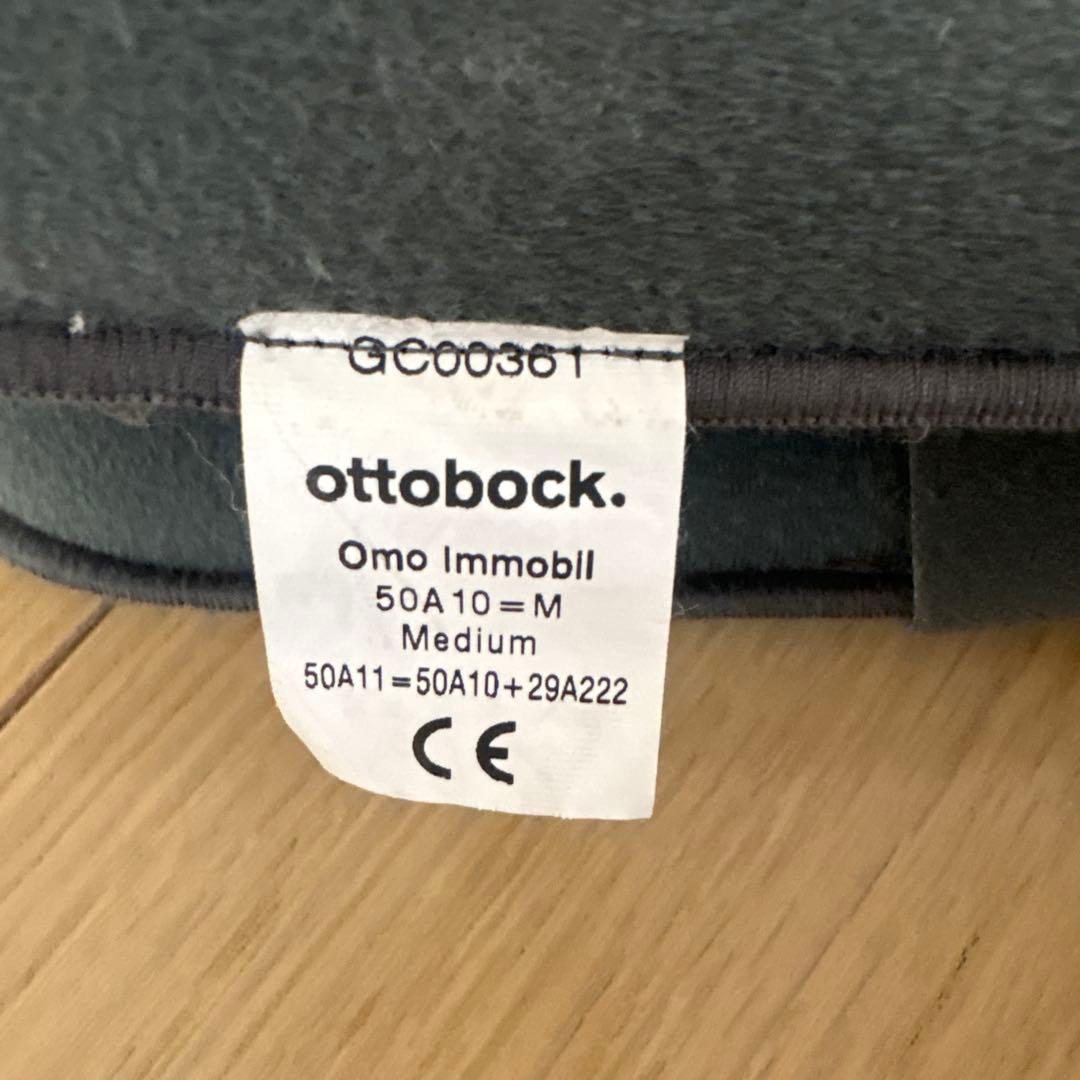 GC00361
ottobock.
Omo Immobil
50A10=M
Medium
50A11=50A10+29A222
CE